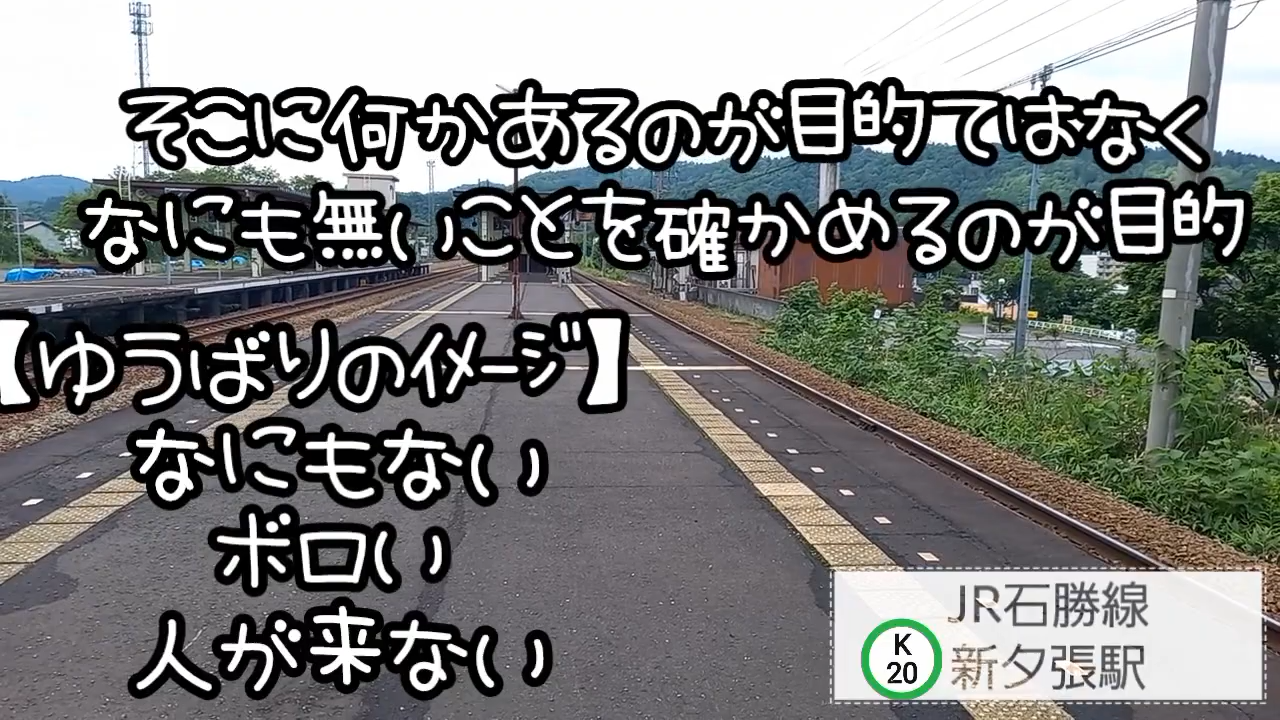 そこに何かあるのが目的ではなく
なにも無いことを確かめるのが目的
【ゆうばりのイメージ】
なにもない
ボロい
人が来ない
JR石勝線
K
20
新夕張駅